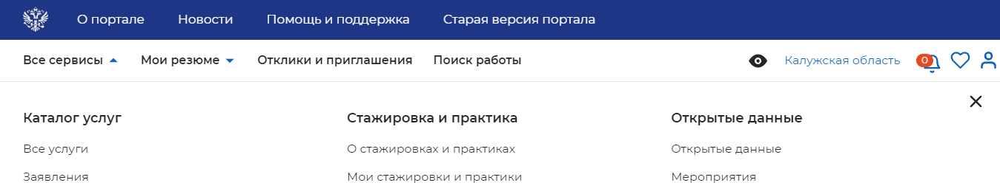 О портале Новости Помощь и поддержка Старая версия портала
Все сервисы Мои резюме Отклики и приглашения Поиск работы Калужская область 0
Каталог услуг Стажировка и практика Открытые данные
Все услуги О стажировках и практиках Открытые данные
Заявления Мои стажировки и практики Мероприятия